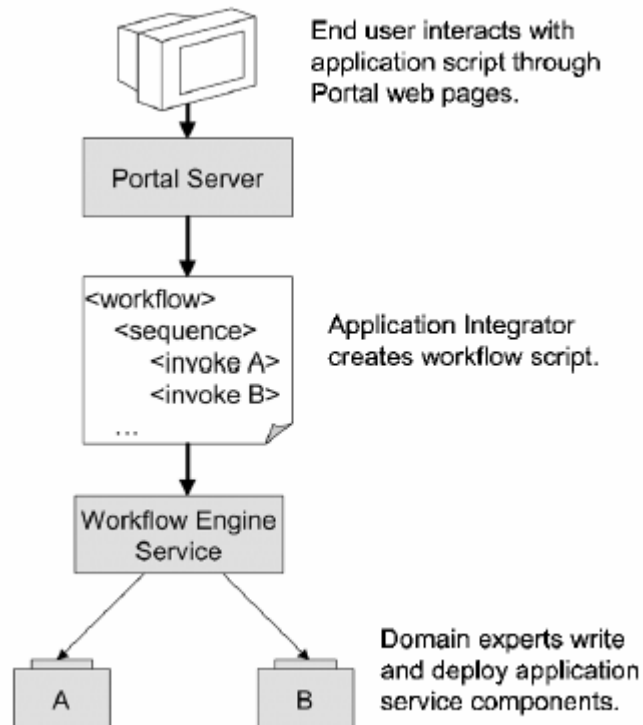 End user interacts with
application script through
Portal web pages.
Portal Server
<workflow>
<sequence>
<invoke A>
<invoke B>
...
Application Integrator
creates workflow script.
Workflow Engine
Service
Domain experts write
and deploy application
service components.
A
B